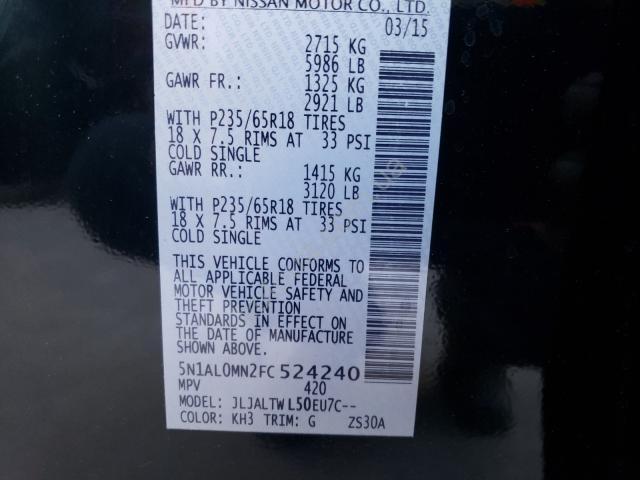 MFD BY NISSAN MOTOR CO., LTD.
DATE: 03/15
GVWR: 2715 KG
5986 LB
GAWR FR.: 1325 KG
2921 LB
WITH P235/65R18 TIRES
18 X 7.5 RIMS AT 33 PSI
COLD SINGLE
GAWR RR.: 1415 KG
3120 LB
WITH P235/65R18 TIRES
18 X 7.5 RIMS AT 33 PSI
COLD SINGLE
THIS VEHICLE CONFORMS TO
ALL APPLICABLE FEDERAL
MOTOR VEHICLE SAFETY AND
THEFT PREVENTION
STANDARDS IN EFFECT ON
THE DATE OF MANUFACTURE
SHOWN ABOVE.
5N1AL0MN2FC524240
MPV 420
MODEL: JLJALTWL50EU7C--
COLOR: KH3 TRIM: G ZS30A